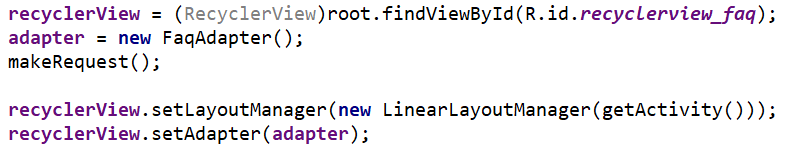 recyclerView = (RecyclerView)root.findViewById(R.id.recyclerview_faq);
adapter = new FaqAdapter();
makeRequest();
recyclerView.setLayoutManager(new LinearLayoutManager(getActivity()));
recyclerView.setAdapter(adapter);